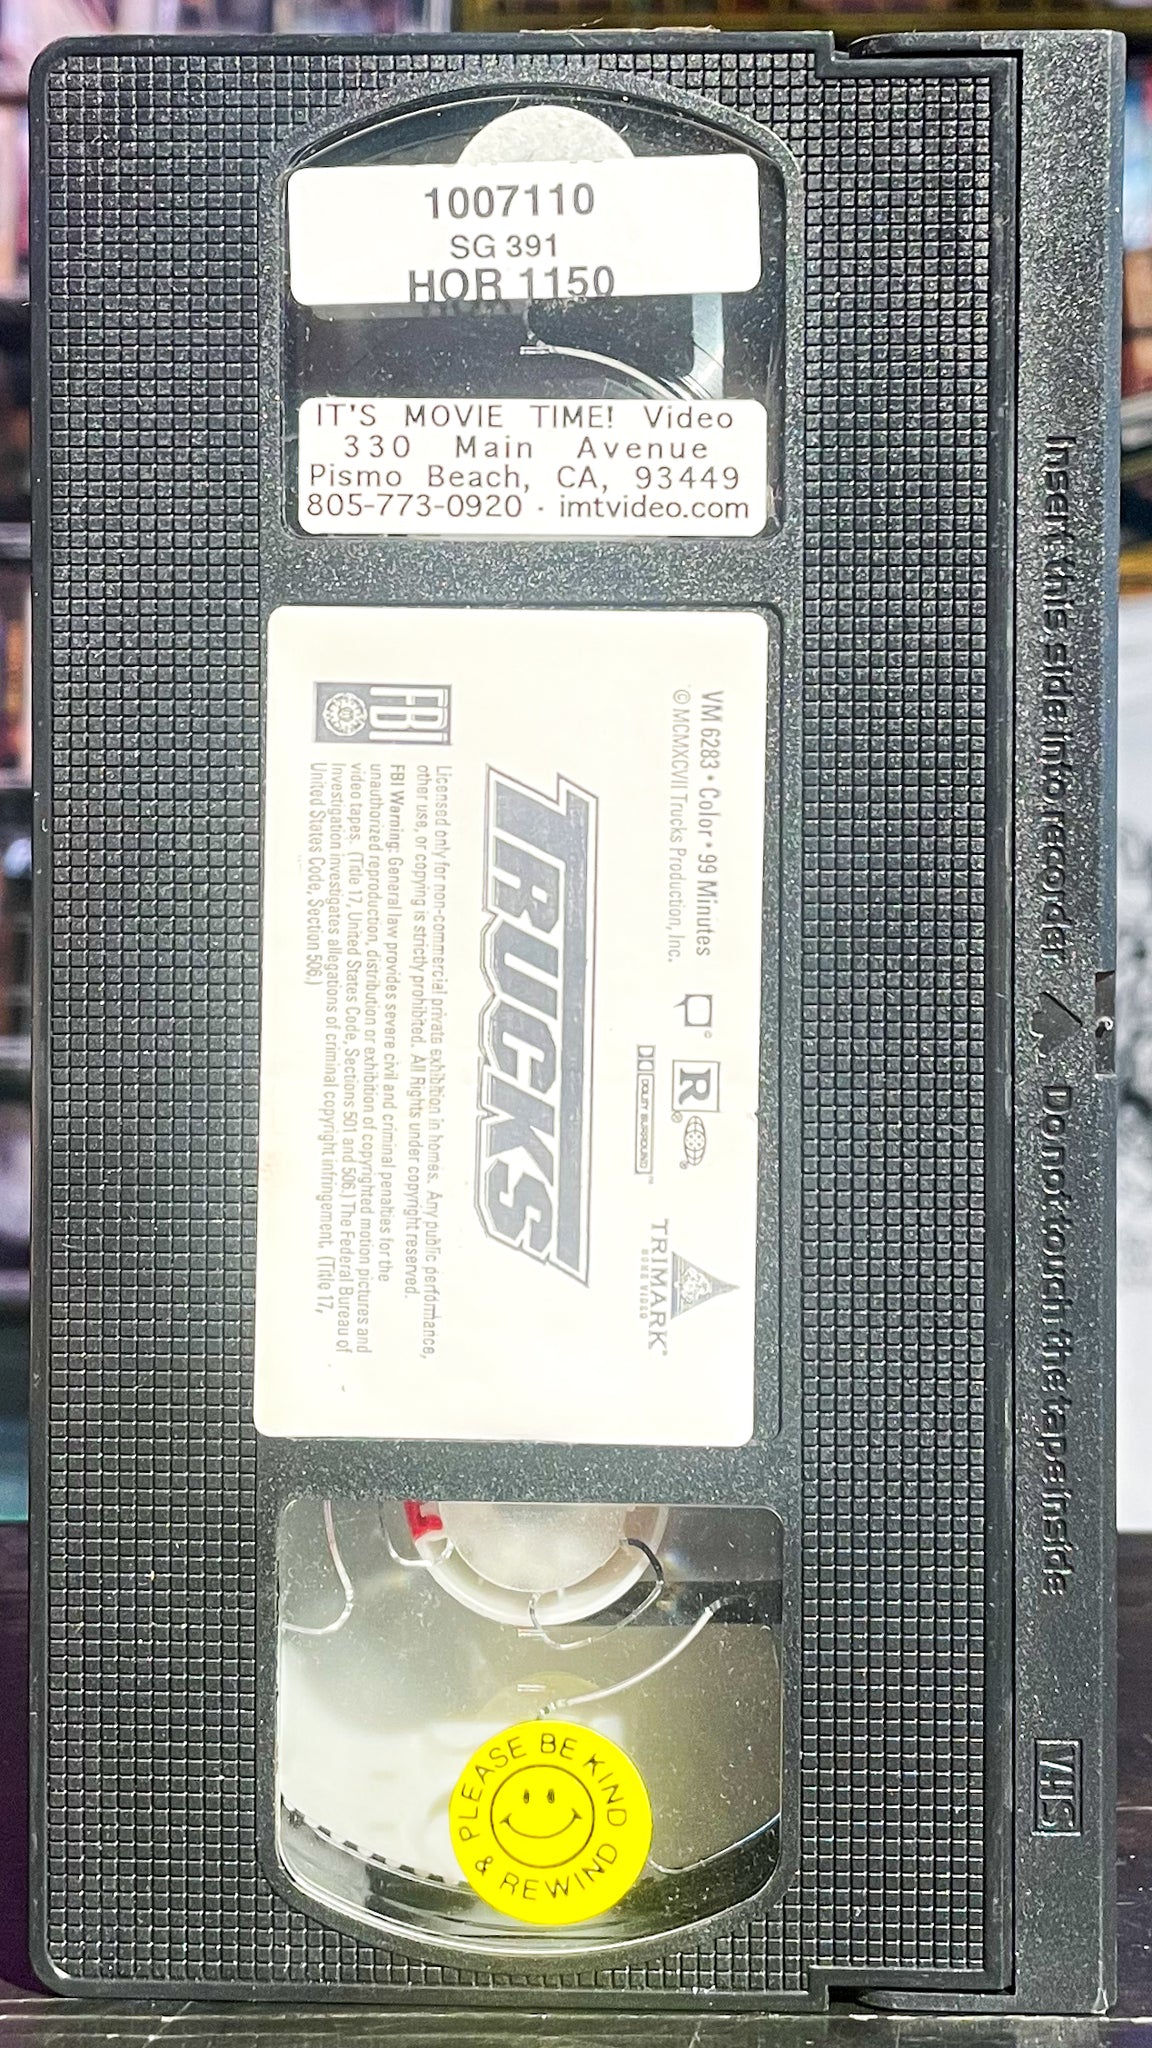 1007110
SG 391
HOR 1150
IT'S MOVIE TIME! Video
330 Main Avenue
Pismo Beach, CA, 93449
805-773-0920 · imtvideo.com
VM 6283 • Color • 99 Minutes
© MCMXCVII Trucks Production, Inc.
R
DOLBY SURROUND
TRIMARK
HOME VIDEO
TRUCKS
FBI
Licensed only for non-commercial private exhibition in homes. Any public performance,
other use, or copying is strictly prohibited. All Rights under copyright reserved.
FBI Warning: General law provides severe civil and criminal penalties for the
unauthorized reproduction, distribution or exhibition of copyrighted motion pictures and
video tapes. (Title 17, United States Code, Sections 501 and 506.) The Federal Bureau of
Investigation investigates allegations of criminal copyright infringement. (Title 17,
United States Code, Section 506.)
PLEASE BE KIND
& REWIND
Insert this side into recorder ▲ Do not touch the tape inside
VHS